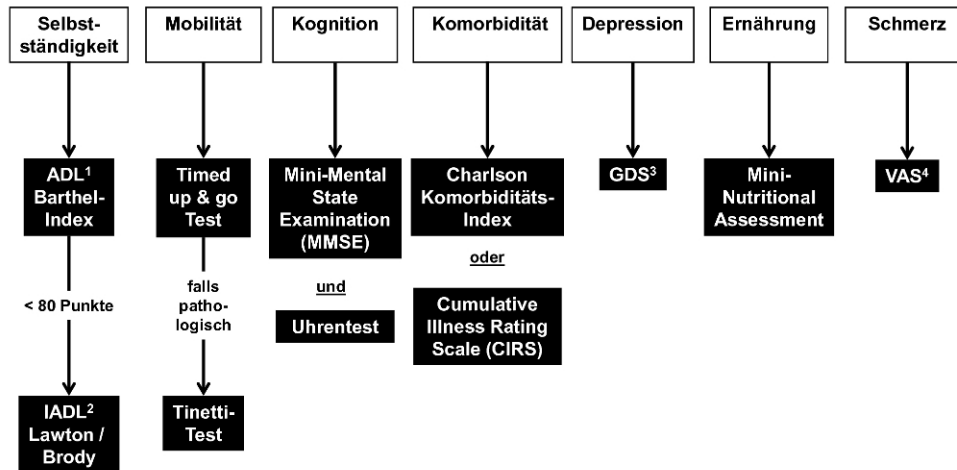 Selbst-
ständigkeit
Mobilität
Kognition
Komorbidität
Depression
Ernährung
Schmerz
ADL¹
Barthel-
Index
Timed
up & go
Test
Mini-Mental
State
Examination
(MMSE)
Charlson
Komorbiditäts-
Index
GDS³
Mini-
Nutritional
Assessment
VAS⁴
< 80 Punkte
falls
patho-
logisch
und
Uhrentest
oder
Cumulative
Illness Rating
Scale (CIRS)
IADL²
Lawton /
Brody
Tinetti-
Test